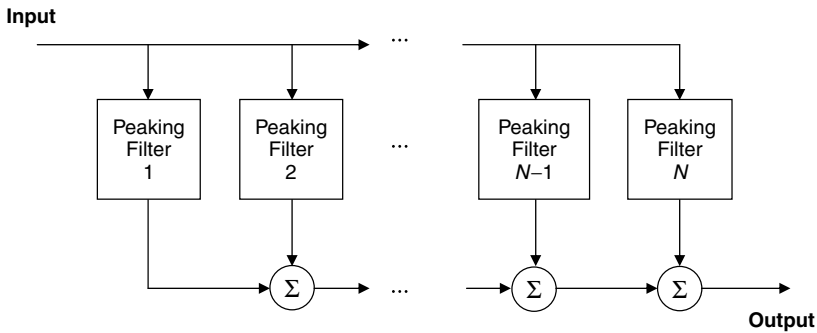 Input
...
Peaking
Filter
1
Peaking
Filter
2
...
Peaking
Filter
N–1
Peaking
Filter
N
Σ
...
Σ
Σ
Output